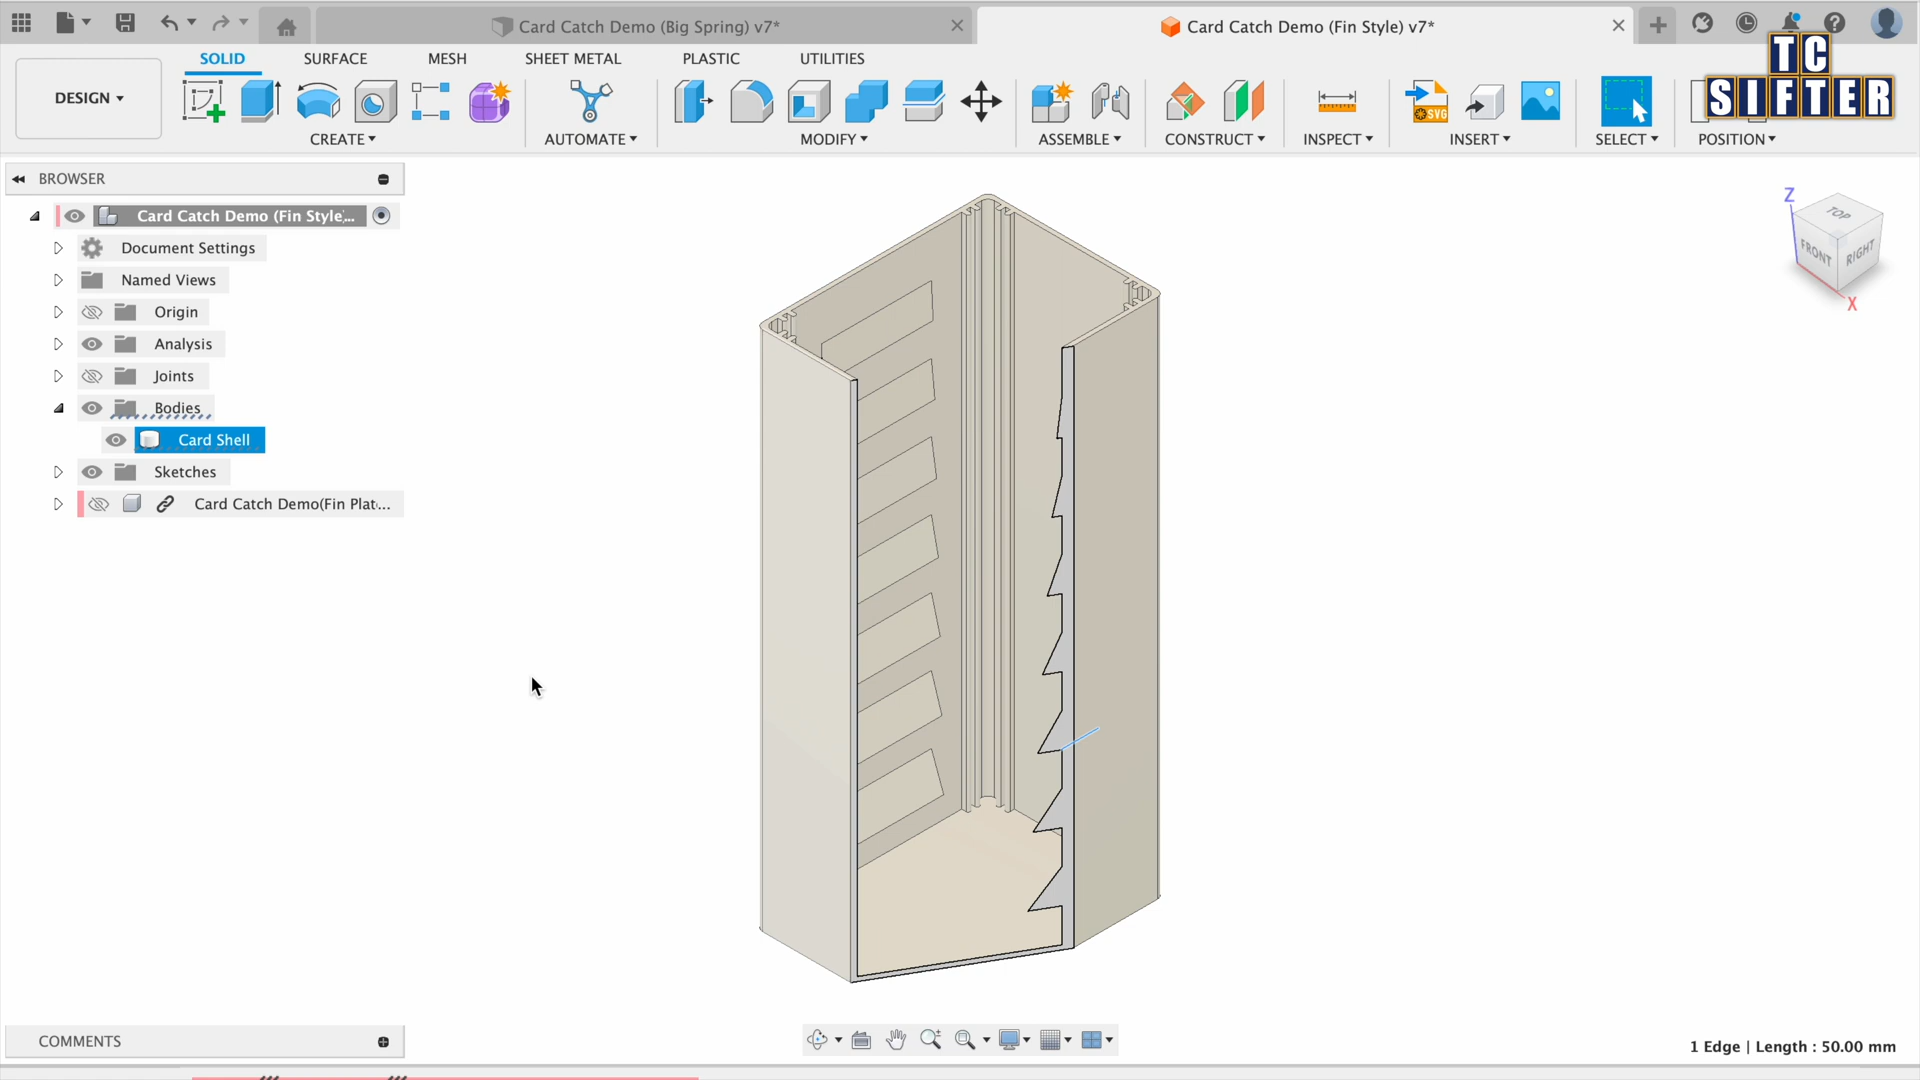 Card Catch Demo (Big Spring) v7*
Card Catch Demo (Fin Style) v7*
TC
SIFTER
DESIGN
SOLID
SURFACE
MESH
SHEET METAL
PLASTIC
UTILITIES
CREATE
AUTOMATE
MODIFY
ASSEMBLE
CONSTRUCT
INSPECT
SVG
INSERT
SELECT
POSITION
BROWSER
Card Catch Demo (Fin Style)...
Document Settings
Named Views
Origin
Analysis
Joints
Bodies
Card Shell
Sketches
Card Catch Demo(Fin Plat...
Z
TOP
FRONT
RIGHT
X
COMMENTS
1 Edge | Length : 50.00 mm